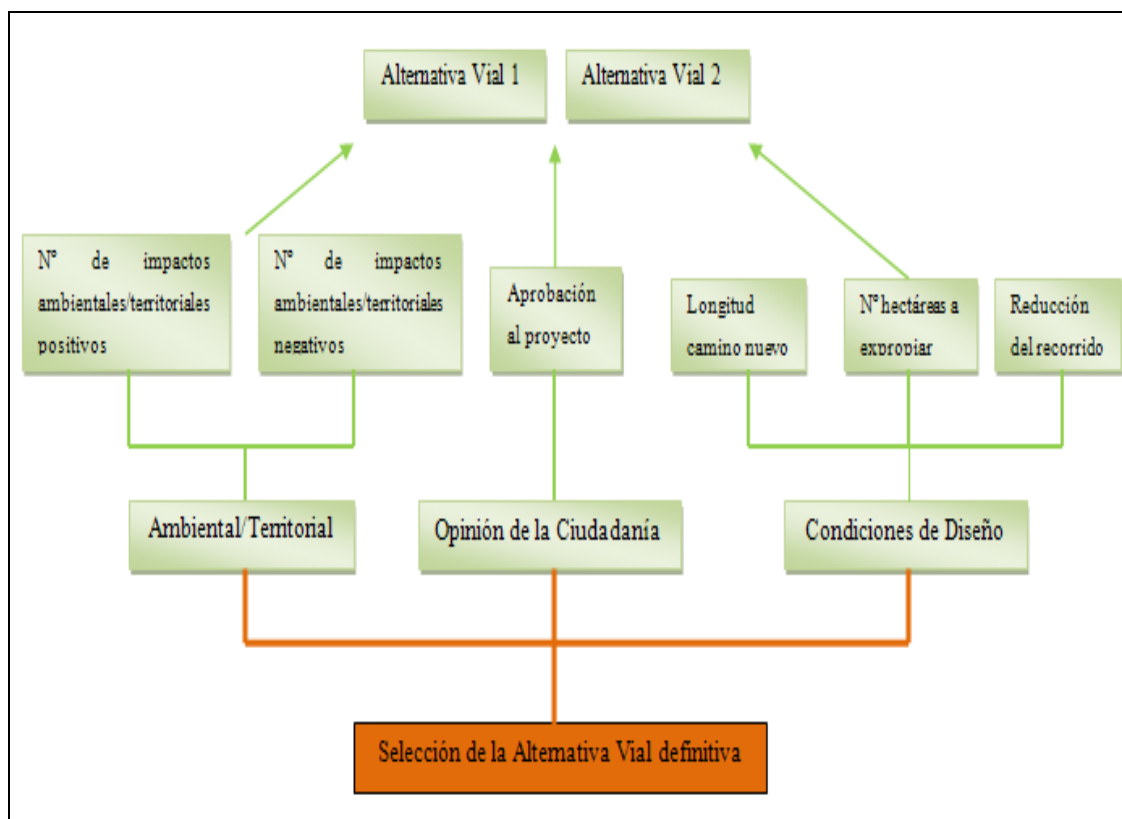 Alternativa Vial 1
Alternativa Vial 2
N° de impactos
ambientales/territoriales
positivos
N° de impactos
ambientales/territoriales
negativos
Aprobación
al proyecto
Longitud
camino nuevo
N° hectáreas a
expropiar
Reducción
del recorrido
Ambiental/Territorial
Opinión de la Ciudadanía
Condiciones de Diseño
Selección de la Alternativa Vial definitiva